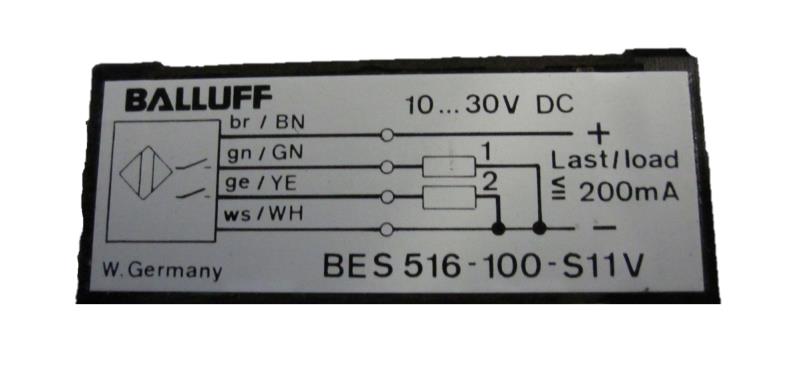 BALLUFF
10...30V DC
br/BN
+
gn/GN
1
Last/load
ge/YE
2
≦ 200mA
ws/WH
−
W. Germany
BES 516-100-S11V